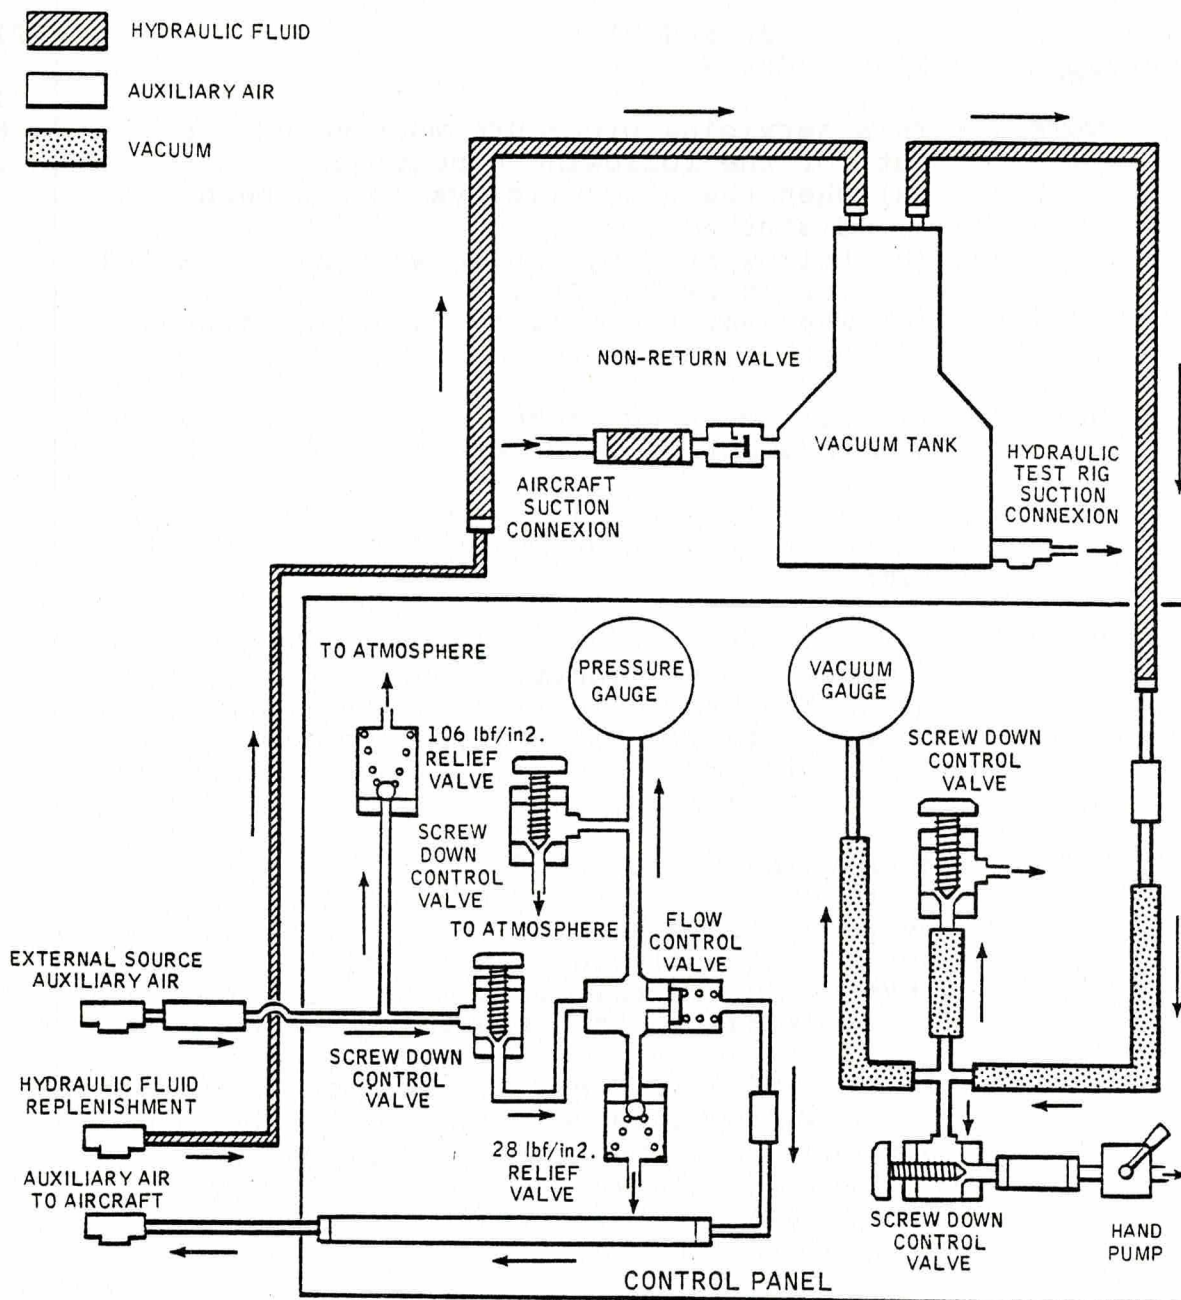 HYDRAULIC FLUID
AUXILIARY AIR
VACUUM
NON-RETURN VALVE
VACUUM TANK
AIRCRAFT
SUCTION
CONNEXION
HYDRAULIC
TEST RIG
SUCTION
CONNEXION
TO ATMOSPHERE
PRESSURE
GAUGE
VACUUM
GAUGE
106 lbf/in2.
RELIEF
VALVE
SCREW DOWN
CONTROL
VALVE
SCREW
DOWN
CONTROL
VALVE
TO ATMOSPHERE
FLOW
CONTROL
VALVE
EXTERNAL SOURCE
AUXILIARY AIR
SCREW DOWN
CONTROL
VALVE
HYDRAULIC FLUID
REPLENISHMENT
28 lbf/in2.
RELIEF
VALVE
AUXILIARY AIR
TO AIRCRAFT
SCREW DOWN
CONTROL
VALVE
HAND
PUMP
CONTROL PANEL